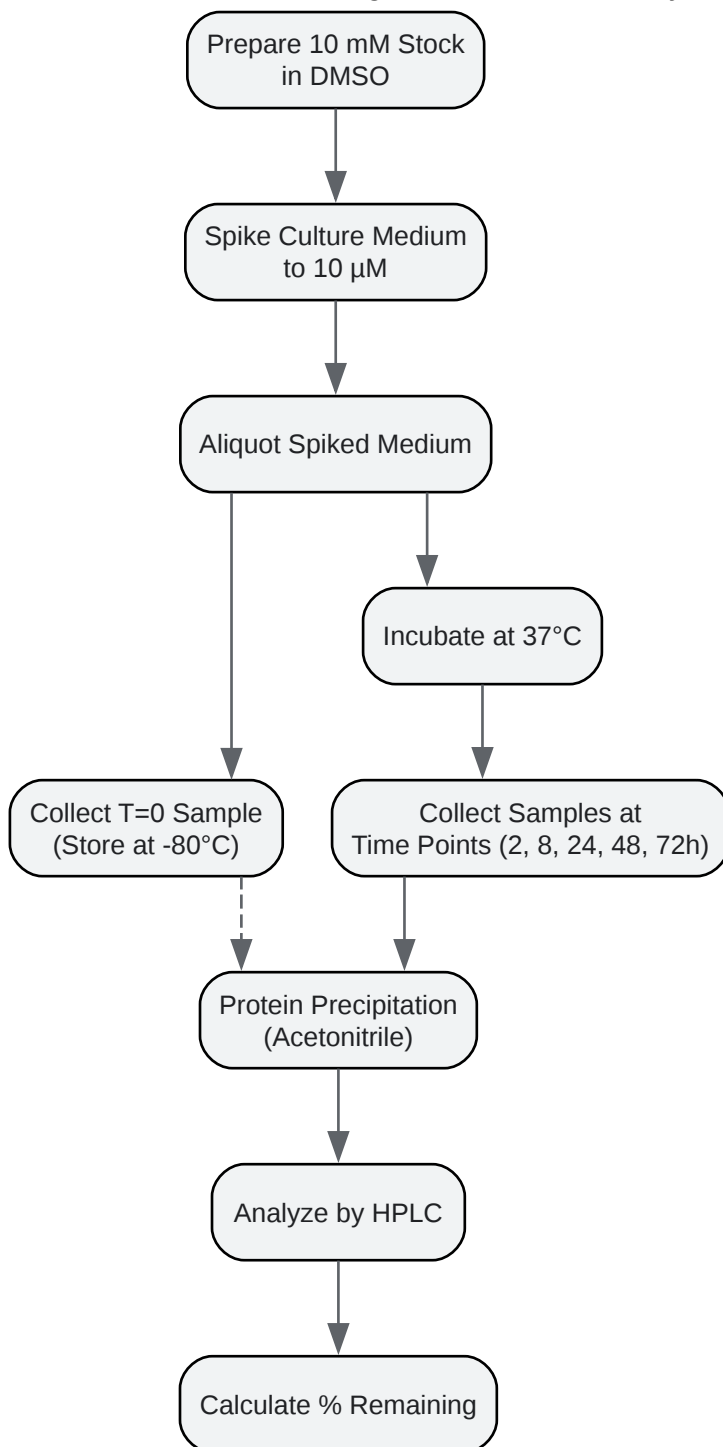 Prepare 10 mM Stock
in DMSO
Spike Culture Medium
to 10 µM
Aliquot Spiked Medium
Incubate at 37°C
Collect T=0 Sample
(Store at -80°C)
Collect Samples at
Time Points (2, 8, 24, 48, 72h)
Protein Precipitation
(Acetonitrile)
Analyze by HPLC
Calculate % Remaining